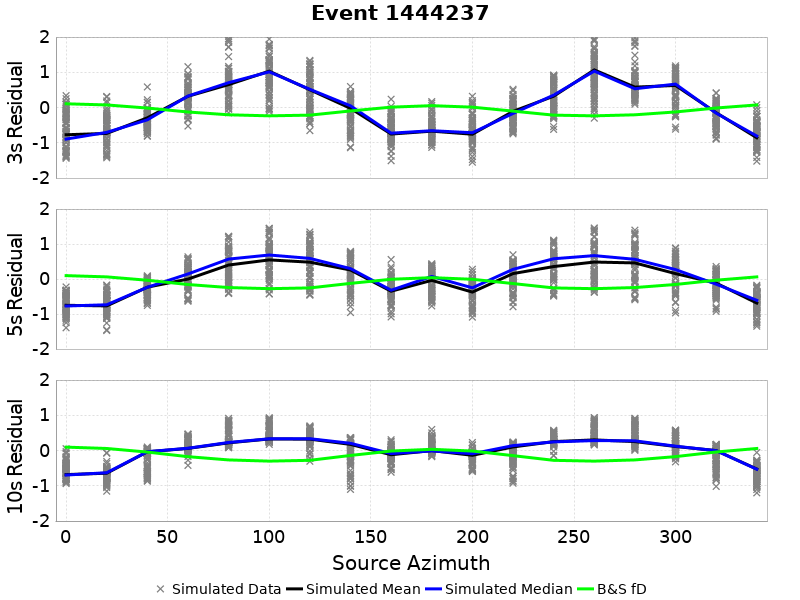 Event 1444237
3s Residual
2
1
0
-1
-2
5s Residual
2
1
0
-1
-2
10s Residual
2
1
0
-1
-2
0 50 100 150 200 250 300
Source Azimuth
Simulated Data Simulated Mean Simulated Median B&S fD